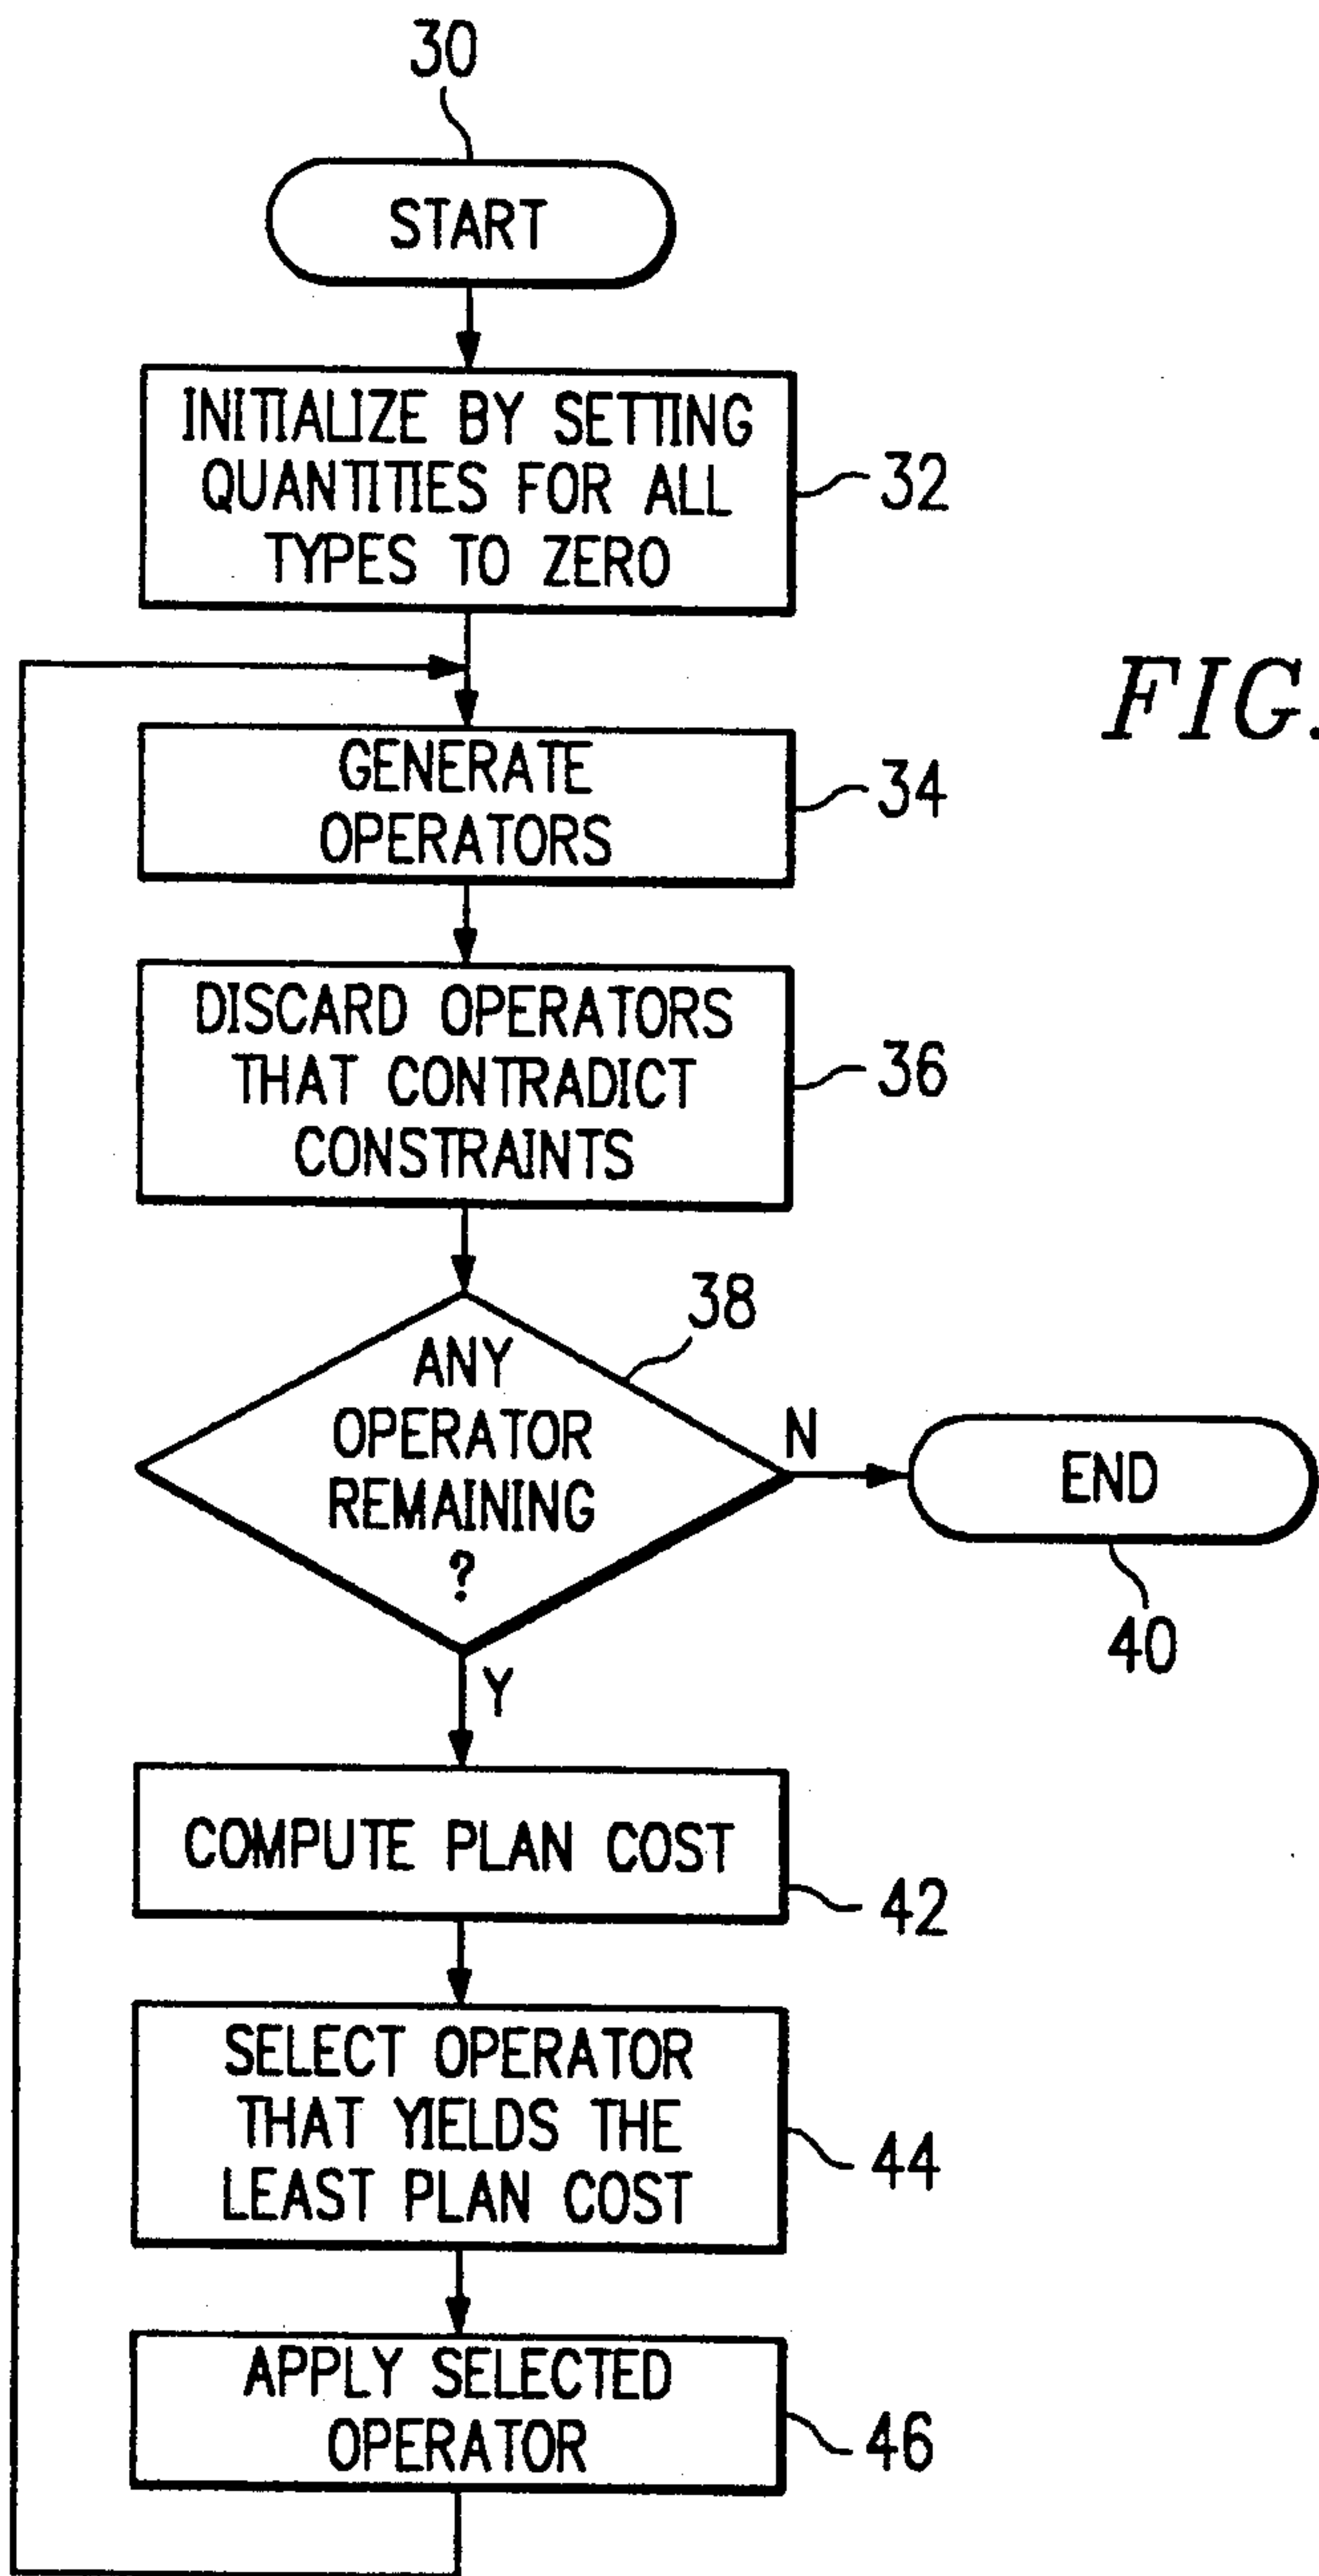 30
START
INITIALIZE BY SETTING
QUANTITIES FOR ALL
TYPES TO ZERO
32
FIG.
GENERATE
OPERATORS
34
DISCARD OPERATORS
THAT CONTRADICT
CONSTRAINTS
36
38
ANY
OPERATOR
REMAINING
?
N
END
40
Y
COMPUTE PLAN COST
42
SELECT OPERATOR
THAT YIELDS THE
LEAST PLAN COST
44
APPLY SELECTED
OPERATOR
46